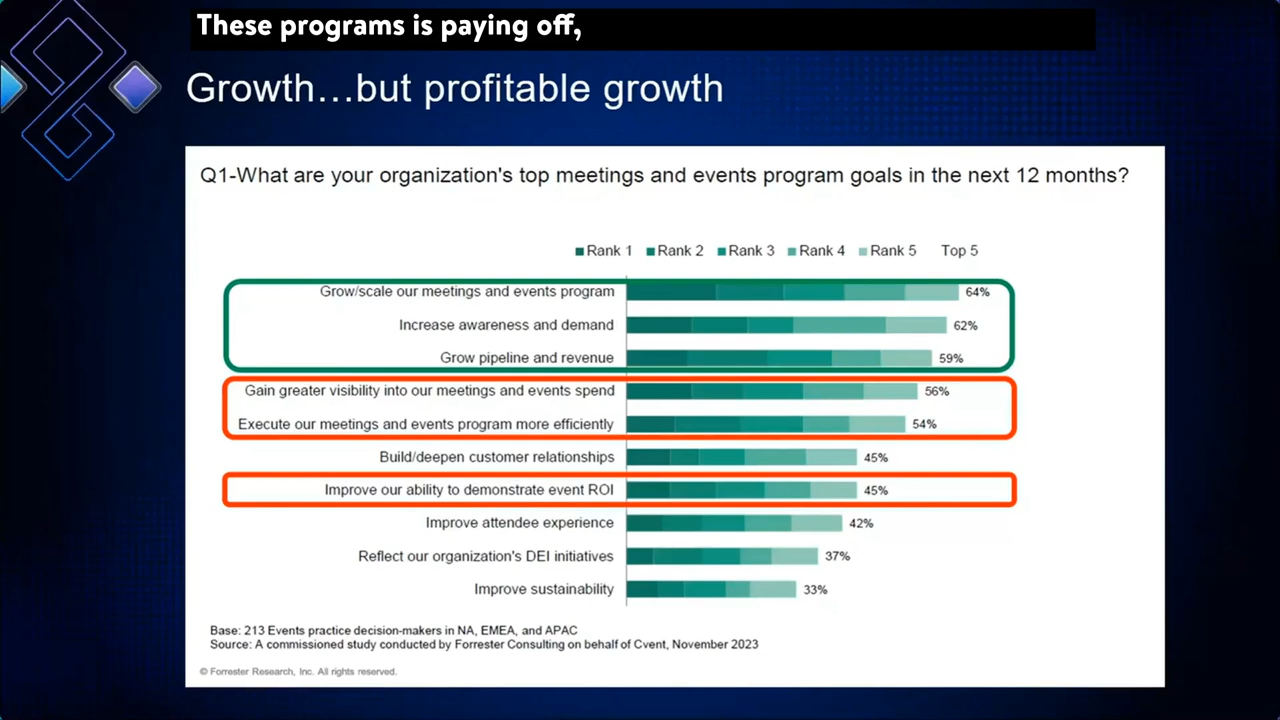 These programs is paying off,
Growth...but profitable growth
Q1-What are your organization's top meetings and events program goals in the next 12 months?
Rank 1 Rank 2 Rank 3 Rank 4 Rank 5 Top 5
Grow/scale our meetings and events program 64%
Increase awareness and demand 62%
Grow pipeline and revenue 59%
Gain greater visibility into our meetings and events spend 56%
Execute our meetings and events program more efficiently 54%
Build/deepen customer relationships 45%
Improve our ability to demonstrate event ROI 45%
Improve attendee experience 42%
Reflect our organization's DEI initiatives 37%
Improve sustainability 33%
Base: 213 Events practice decision-makers in NA, EMEA, and APAC
Source: A commissioned study conducted by Forrester Consulting on behalf of Cvent, November 2023
© Forrester Research, Inc. All rights reserved.